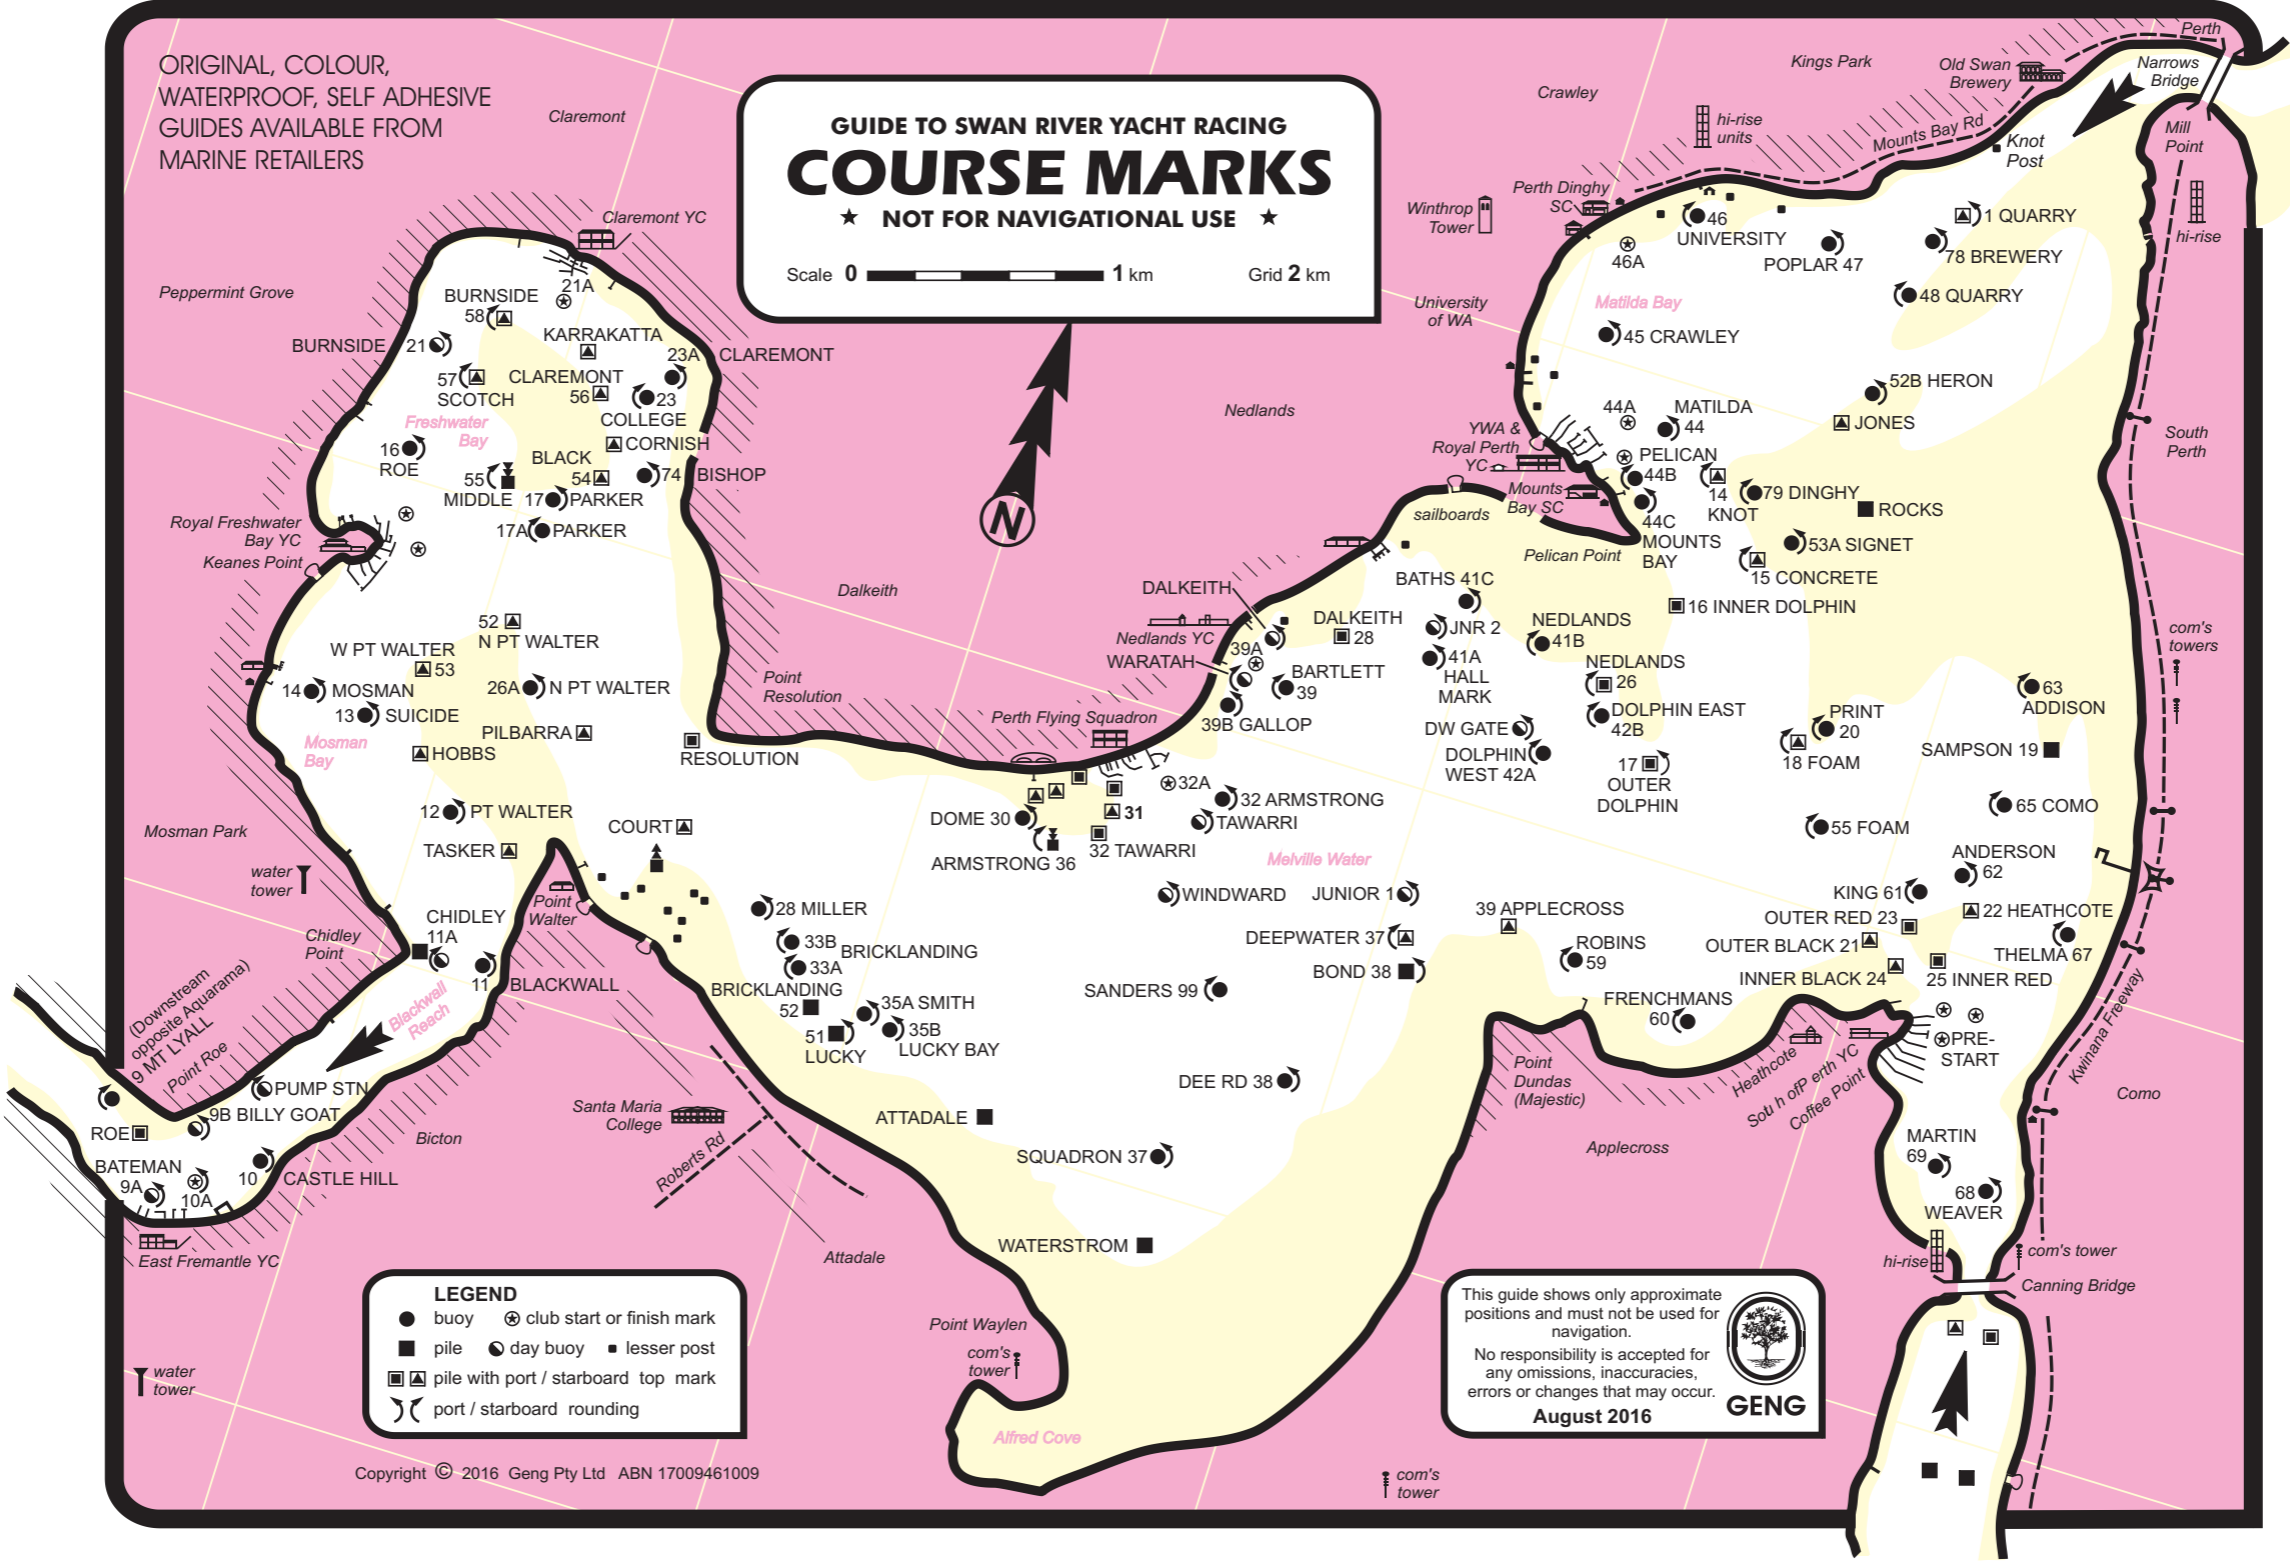 ORIGINAL, COLOUR,
WATERPROOF, SELF ADHESIVE
GUIDES AVAILABLE FROM
MARINE RETAILERS
GUIDE TO SWAN RIVER YACHT RACING
COURSE MARKS
★ NOT FOR NAVIGATIONAL USE ★
Scale 0 1 km Grid 2 km
Claremont
Claremont YC
Peppermint Grove
21A
BURNSIDE
58
BURNSIDE 21
KARRAKATTA
23A CLAREMONT
57
SCOTCH
CLAREMONT
56
23
COLLEGE
Freshwater
Bay
CORNISH
16
ROE
BLACK
54
74 BISHOP
55
MIDDLE
17 PARKER
17A PARKER
Royal Freshwater
Bay YC
Keanes Point
52
N PT WALTER
W PT WALTER
53
14 MOSMAN
26A N PT WALTER
13 SUICIDE
PILBARRA
Mosman
Bay
HOBBS
RESOLUTION
Point
Resolution
12 PT WALTER
COURT
Mosman Park
TASKER
water
tower
Point
Walter
CHIDLEY
11A
Chidley
Point
11 BLACKWALL
Blackwall
Reach
(Downstream
opposite Aquarama)
9 MT LYALL
Point Roe
PUMP STN
9B BILLY GOAT
ROE
Bicton
BATEMAN
9A
10A
10 CASTLE HILL
East Fremantle YC
28 MILLER
33B
BRICKLANDING
33A
BRICKLANDING
52
35A SMITH
51
LUCKY
35B
LUCKY BAY
Santa Maria
College
Roberts Rd
Attadale
ATTADALE
SQUADRON 37
WATERSTROM
DEE RD 38
SANDERS 99
Point Waylen
com's
tower
Alfred Cove
com's
tower
water
tower
Dalkeith
Nedlands
Perth Flying Squadron
DALKEITH
Nedlands YC
WARATAH
39A
DALKEITH
28
BARTLETT
39
39B GALLOP
32A
32 ARMSTRONG
TAWARRI
DOME 30
31
ARMSTRONG 36
32 TAWARRI
Melville Water
WINDWARD
JUNIOR 1
DEEPWATER 37
BOND 38
39 APPLECROSS
ROBINS
59
FRENCHMANS
60
Crawley
Kings Park
Old Swan
Brewery
Perth
Narrows
Bridge
hi-rise
units
Mounts Bay Rd
Knot
Post
Mill
Point
hi-rise
Perth Dinghy
SC
Winthrop
Tower
46
UNIVERSITY
46A
POPLAR 47
1 QUARRY
78 BREWERY
48 QUARRY
Matilda Bay
University
of WA
45 CRAWLEY
52B HERON
JONES
44A
MATILDA
44
YWA &
Royal Perth
YC
PELICAN
44B
Mounts
Bay SC
14
KNOT
79 DINGHY
ROCKS
sailboards
44C
MOUNTS
BAY
53A SIGNET
Pelican Point
15 CONCRETE
BATHS 41C
16 INNER DOLPHIN
JNR 2
NEDLANDS
41B
41A
HALL
MARK
NEDLANDS
26
DOLPHIN EAST
42B
DW GATE
DOLPHIN
WEST 42A
17
OUTER
DOLPHIN
PRINT
20
18 FOAM
63
ADDISON
SAMPSON 19
65 COMO
55 FOAM
ANDERSON
62
KING 61
OUTER RED 23
22 HEATHCOTE
OUTER BLACK 21
THELMA 67
INNER BLACK 24
25 INNER RED
PRE-
START
South
Perth
com's
towers
Kwinana Freeway
Como
Point
Dundas
(Majestic)
Heathcote
Sou h ofP erth YC
Coffee Point
Applecross
MARTIN
69
68
WEAVER
hi-rise
com's tower
Canning Bridge
LEGEND
buoy club start or finish mark
pile day buoy lesser post
pile with port / starboard top mark
port / starboard rounding
Copyright © 2016 Geng Pty Ltd ABN 17009461009
This guide shows only approximate
positions and must not be used for
navigation.
No responsibility is accepted for
any omissions, inaccuracies,
errors or changes that may occur.
August 2016
GENG
N